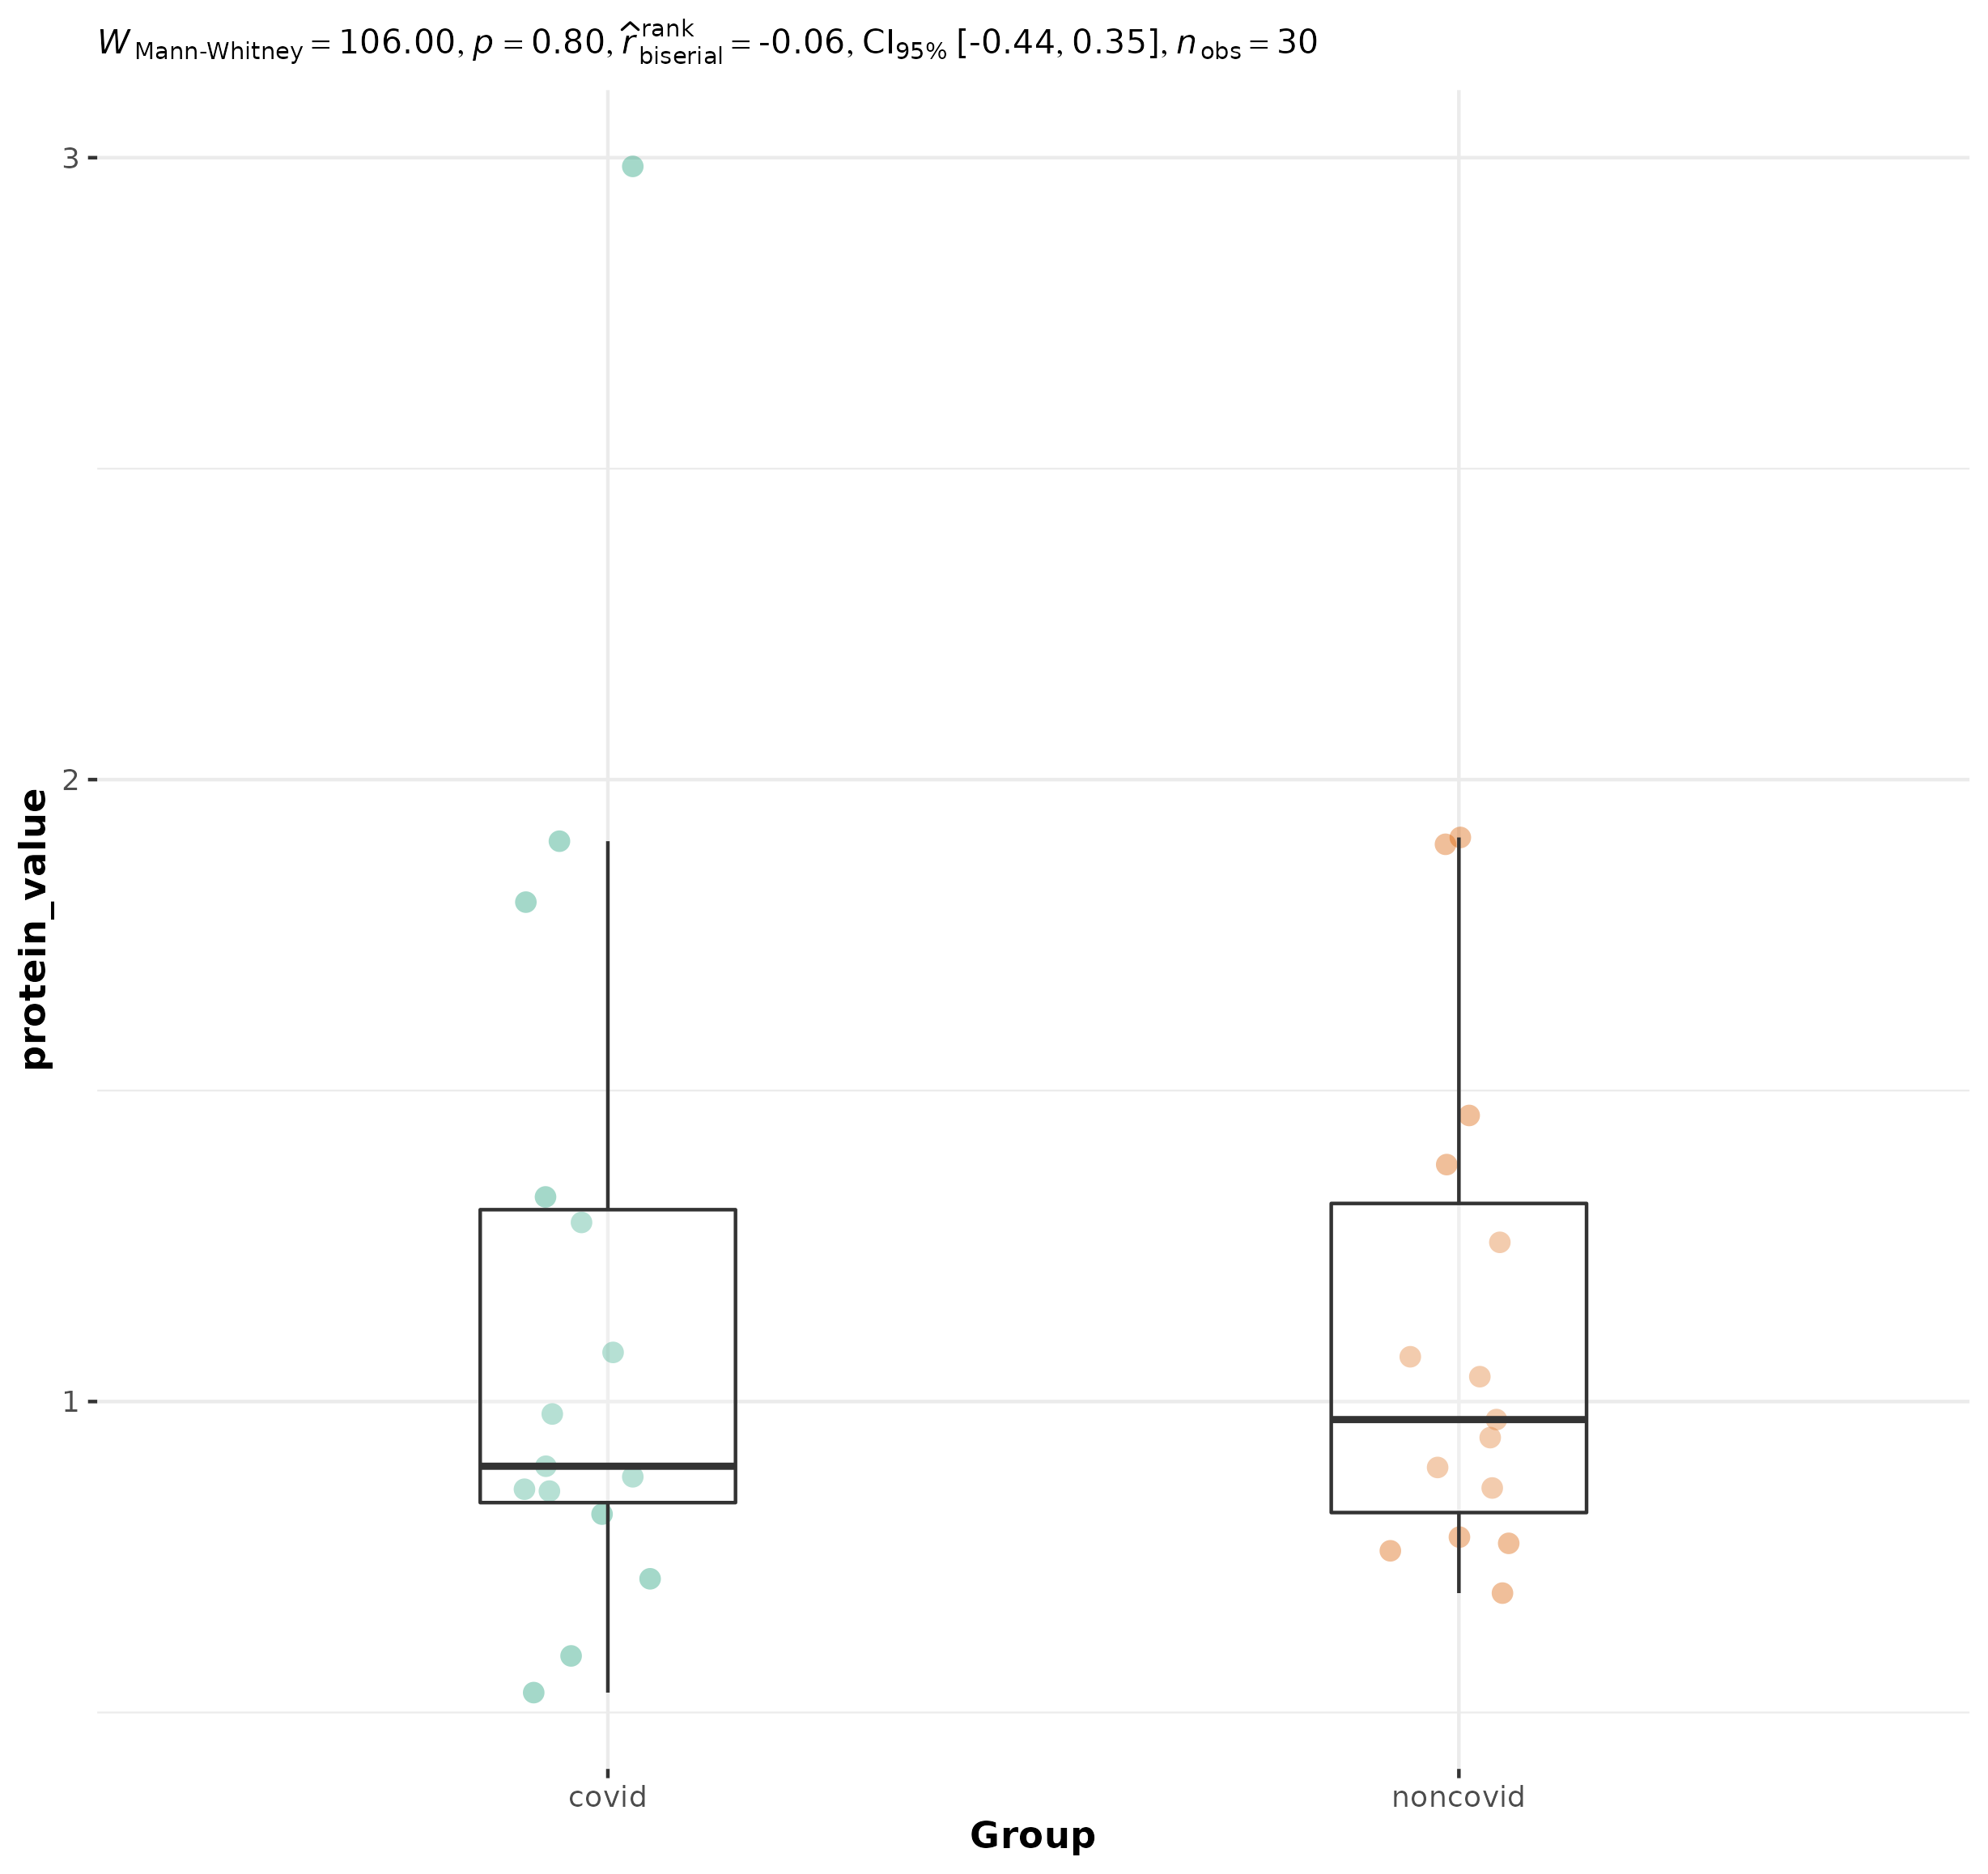 W Mann-Whitney = 106.00, p = 0.80, r̂ rank biserial = -0.06, CI95% [-0.44, 0.35], n obs = 30
3
2
1
protein_value
covid noncovid
Group